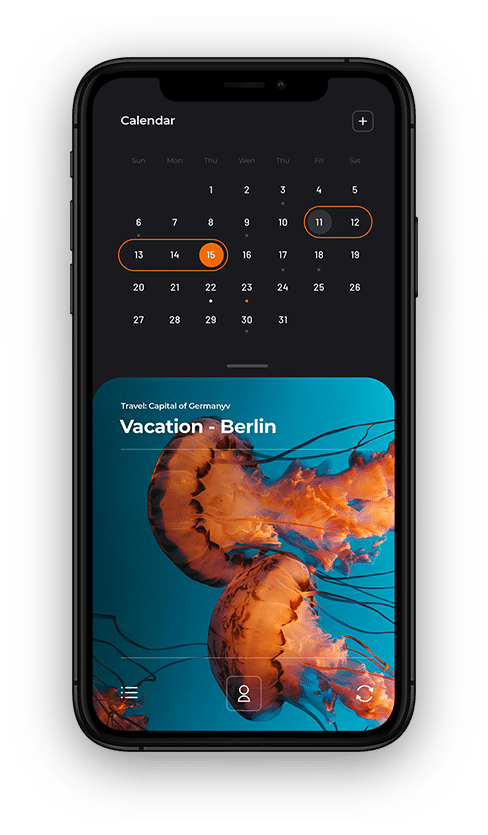 Calendar
Sun Mon Thu Wen Thu Fri Sat
1 2 3 4 5
6 7 8 9 10 11 12
13 14 15 16 17 18 19
20 21 22 23 24 25 26
27 28 29 30 31
Travel: Capital of Germanyv
Vacation - Berlin